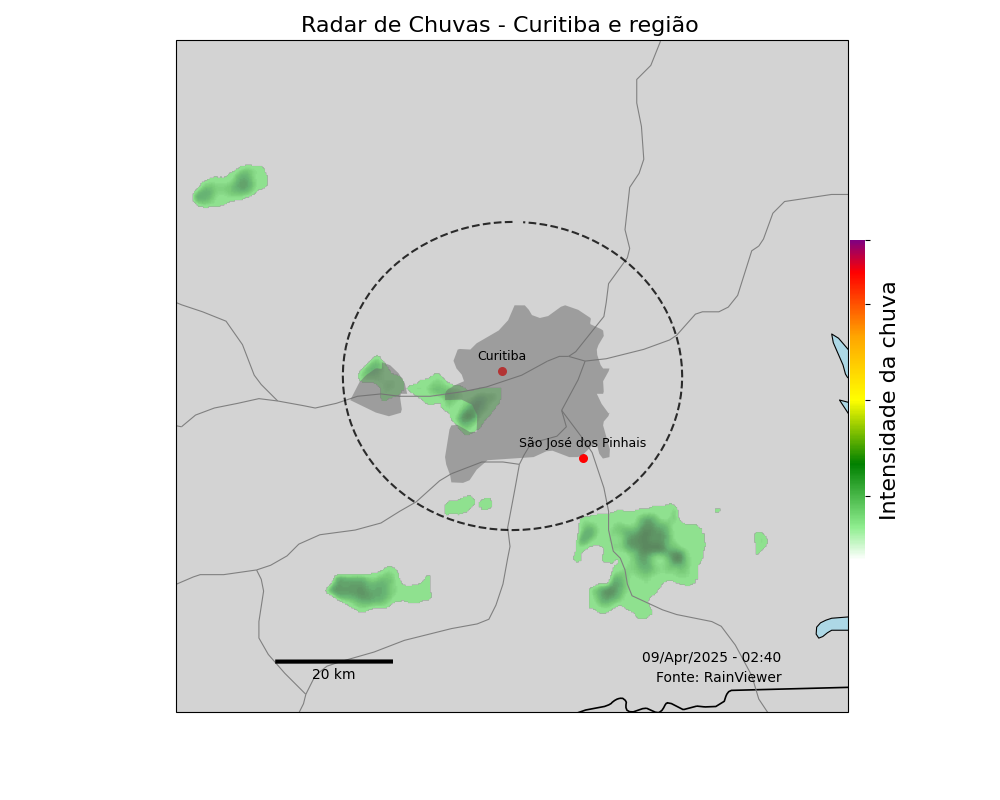 Radar de Chuvas - Curitiba e região
Curitiba
São José dos Pinhais
Intensidade da chuva
20 km
09/Apr/2025 - 02:40
Fonte: RainViewer